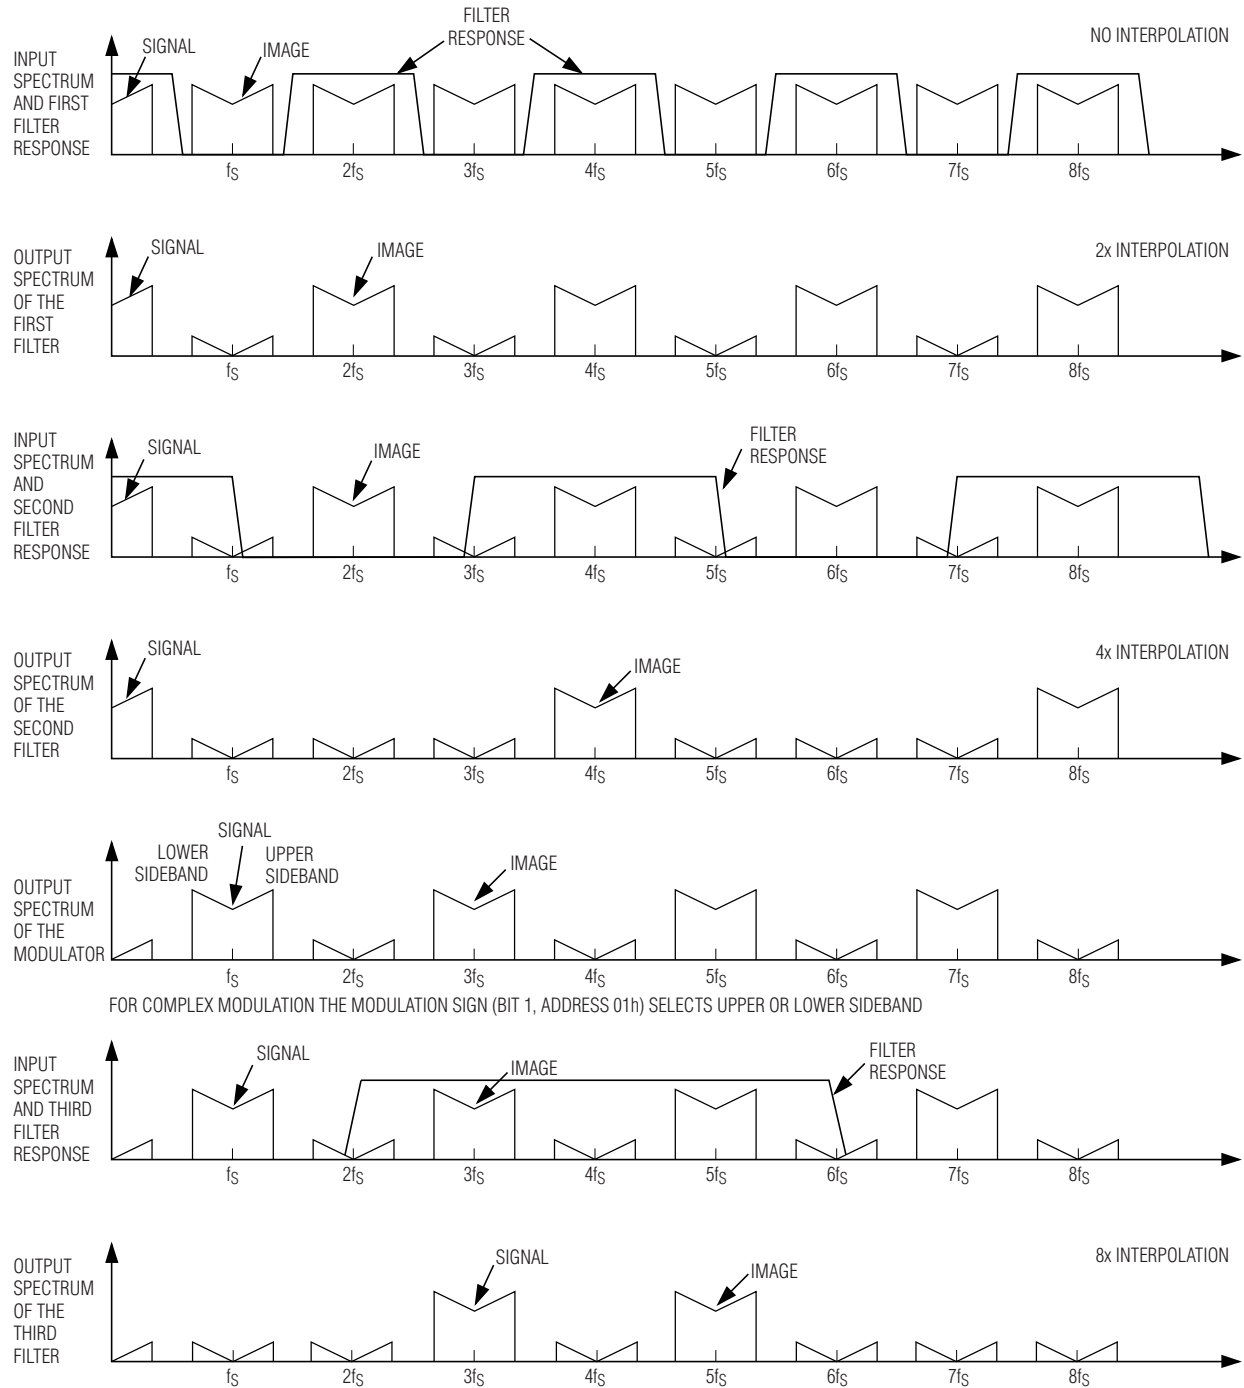 FILTER
RESPONSE
NO INTERPOLATION
SIGNAL
IMAGE
INPUT
SPECTRUM
AND FIRST
FILTER
RESPONSE
fS 2fS 3fS 4fS 5fS 6fS 7fS 8fS
SIGNAL
IMAGE
2x INTERPOLATION
OUTPUT
SPECTRUM
OF THE
FIRST
FILTER
fS 2fS 3fS 4fS 5fS 6fS 7fS 8fS
SIGNAL
IMAGE
FILTER
RESPONSE
INPUT
SPECTRUM
AND
SECOND
FILTER
RESPONSE
fS 2fS 3fS 4fS 5fS 6fS 7fS 8fS
SIGNAL
IMAGE
4x INTERPOLATION
OUTPUT
SPECTRUM
OF THE
SECOND
FILTER
fS 2fS 3fS 4fS 5fS 6fS 7fS 8fS
SIGNAL
LOWER
SIDEBAND
UPPER
SIDEBAND
IMAGE
OUTPUT
SPECTRUM
OF THE
MODULATOR
fS 2fS 3fS 4fS 5fS 6fS 7fS 8fS
FOR COMPLEX MODULATION THE MODULATION SIGN (BIT 1, ADDRESS 01h) SELECTS UPPER OR LOWER SIDEBAND
SIGNAL
IMAGE
FILTER
RESPONSE
INPUT
SPECTRUM
AND THIRD
FILTER
RESPONSE
fS 2fS 3fS 4fS 5fS 6fS 7fS 8fS
SIGNAL
IMAGE
8x INTERPOLATION
OUTPUT
SPECTRUM
OF THE
THIRD
FILTER
fS 2fS 3fS 4fS 5fS 6fS 7fS 8fS